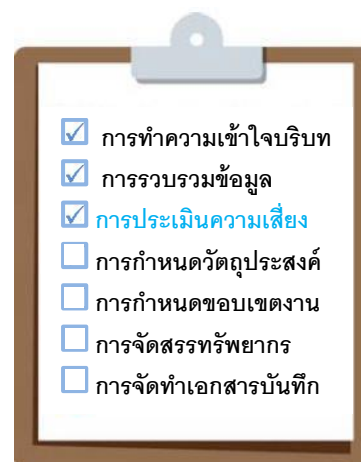 การทำความเข้าใจบริบท
การรวบรวมข้อมูล
การประเมินความเสี่ยง
การกำหนดวัตถุประสงค์
การกำหนดขอบเขตงาน
การจัดสรรทรัพยากร
การจัดทำเอกสารบันทึก